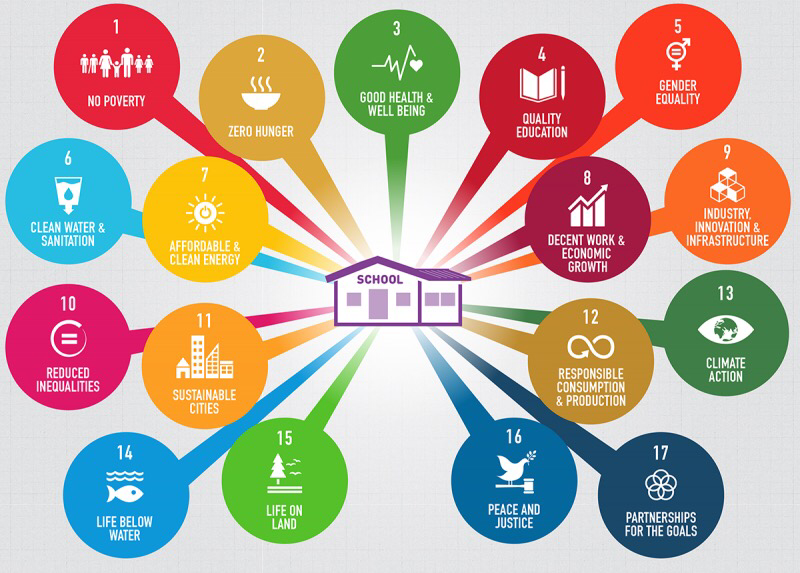 1
NO POVERTY
2
ZERO HUNGER
3
GOOD HEALTH &
WELL BEING
4
QUALITY
EDUCATION
5
GENDER
EQUALITY
6
CLEAN WATER &
SANITATION
7
AFFORDABLE &
CLEAN ENERGY
8
DECENT WORK &
ECONOMIC
GROWTH
9
INDUSTRY,
INNOVATION &
INFRASTRUCTURE
SCHOOL
10
REDUCED
INEQUALITIES
11
SUSTAINABLE
CITIES
12
RESPONSIBLE
CONSUMPTION
& PRODUCTION
13
CLIMATE
ACTION
14
LIFE BELOW
WATER
15
LIFE ON
LAND
16
PEACE AND
JUSTICE
17
PARTNERSHIPS
FOR THE GOALS